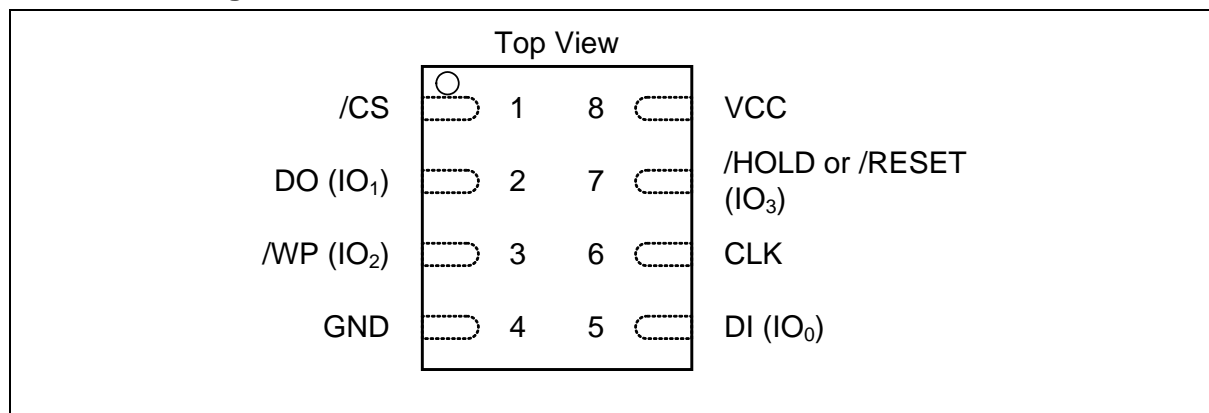 Top View
/CS 1 8 VCC
DO (IO₁) 2 7 /HOLD or /RESET
(IO₃)
/WP (IO₂) 3 6 CLK
GND 4 5 DI (IO₀)